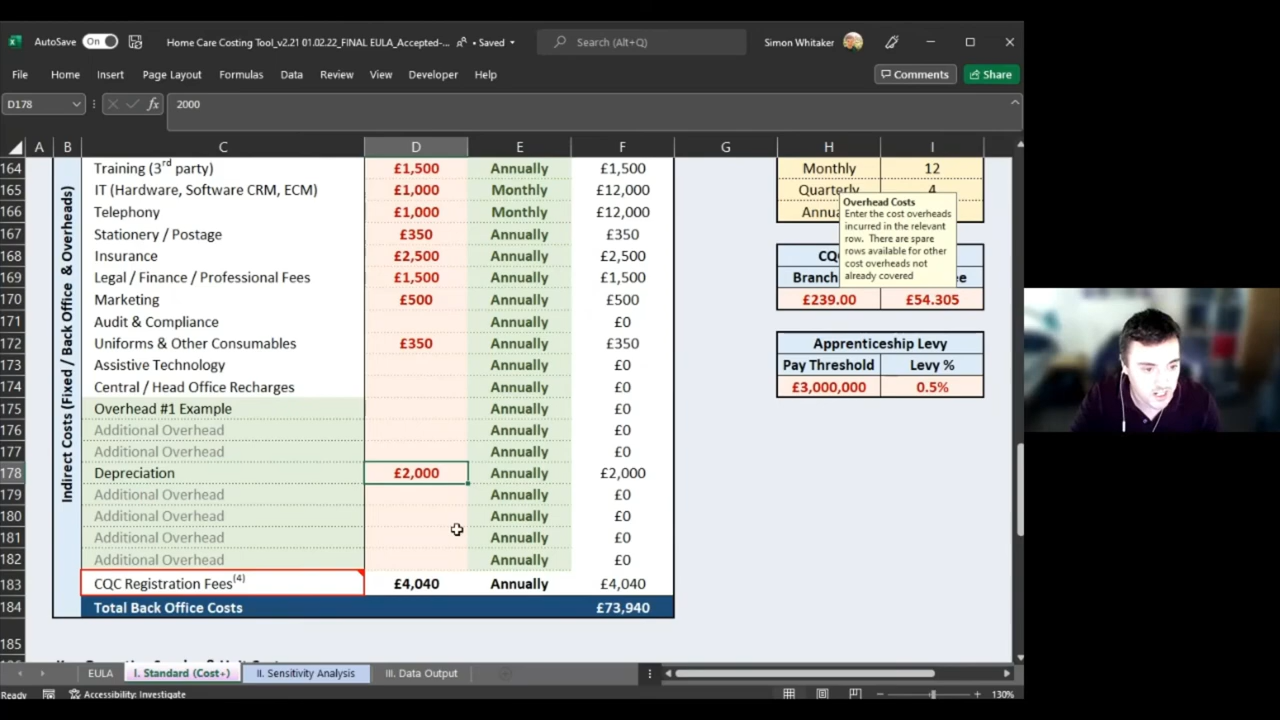 AutoSave On Home Care Costing Tool_v2.21 01.02.22_FINAL EULA_Accepted-... • Saved Search (Alt+Q) Simon Whitaker
File Home Insert Page Layout Formulas Data Review View Developer Help Comments Share
D178 fx 2000
A B C D E F G H I
164 Training (3rd party) £1,500 Annually £1,500 Monthly 12
165 IT (Hardware, Software CRM, ECM) £1,000 Monthly £12,000 Quarterly 4
166 Telephony £1,000 Monthly £12,000 Annua
167 Stationery / Postage £350 Annually £350
168 Insurance £2,500 Annually £2,500 CQ
169 Legal / Finance / Professional Fees £1,500 Annually £1,500 Branch ee
170 Marketing £500 Annually £500 £239.00 £54.305
171 Audit & Compliance Annually £0
172 Uniforms & Other Consumables £350 Annually £350 Apprenticeship Levy
173 Assistive Technology Annually £0 Pay Threshold Levy %
174 Central / Head Office Recharges Annually £0 £3,000,000 0.5%
175 Overhead #1 Example Annually £0
176 Additional Overhead Annually £0
177 Additional Overhead Annually £0
178 Depreciation £2,000 Annually £2,000
179 Additional Overhead Annually £0
180 Additional Overhead Annually £0
181 Additional Overhead Annually £0
182 Additional Overhead Annually £0
183 CQC Registration Fees(4) £4,040 Annually £4,040
184 Total Back Office Costs £73,940
185
Indirect Costs (Fixed / Back Office & Overheads)
Overhead Costs
Enter the cost overheads
incurred in the relevant
row. There are spare
rows available for other
cost overheads not
already covered
EULA I. Standard (Cost+) II. Sensitivity Analysis III. Data Output
Ready Accessibility: Investigate 130%